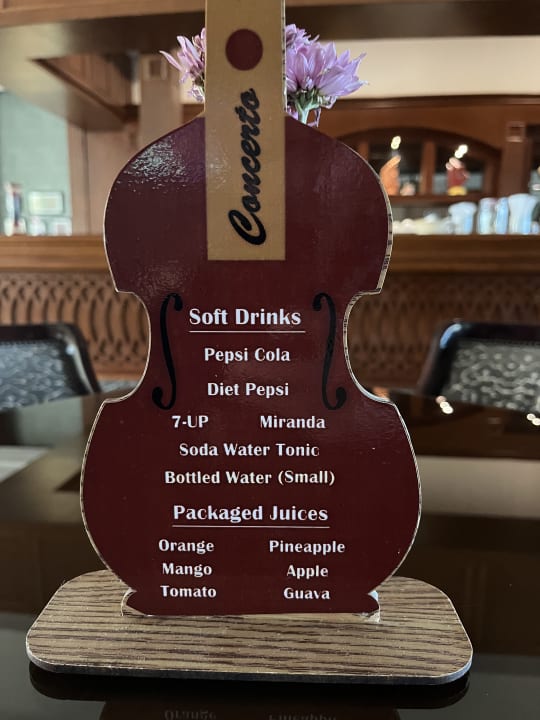 Concerto
Soft Drinks
Pepsi Cola
Diet Pepsi
7-UP Miranda
Soda Water Tonic
Bottled Water (Small)
Packaged Juices
Orange Pineapple
Mango Apple
Tomato Guava